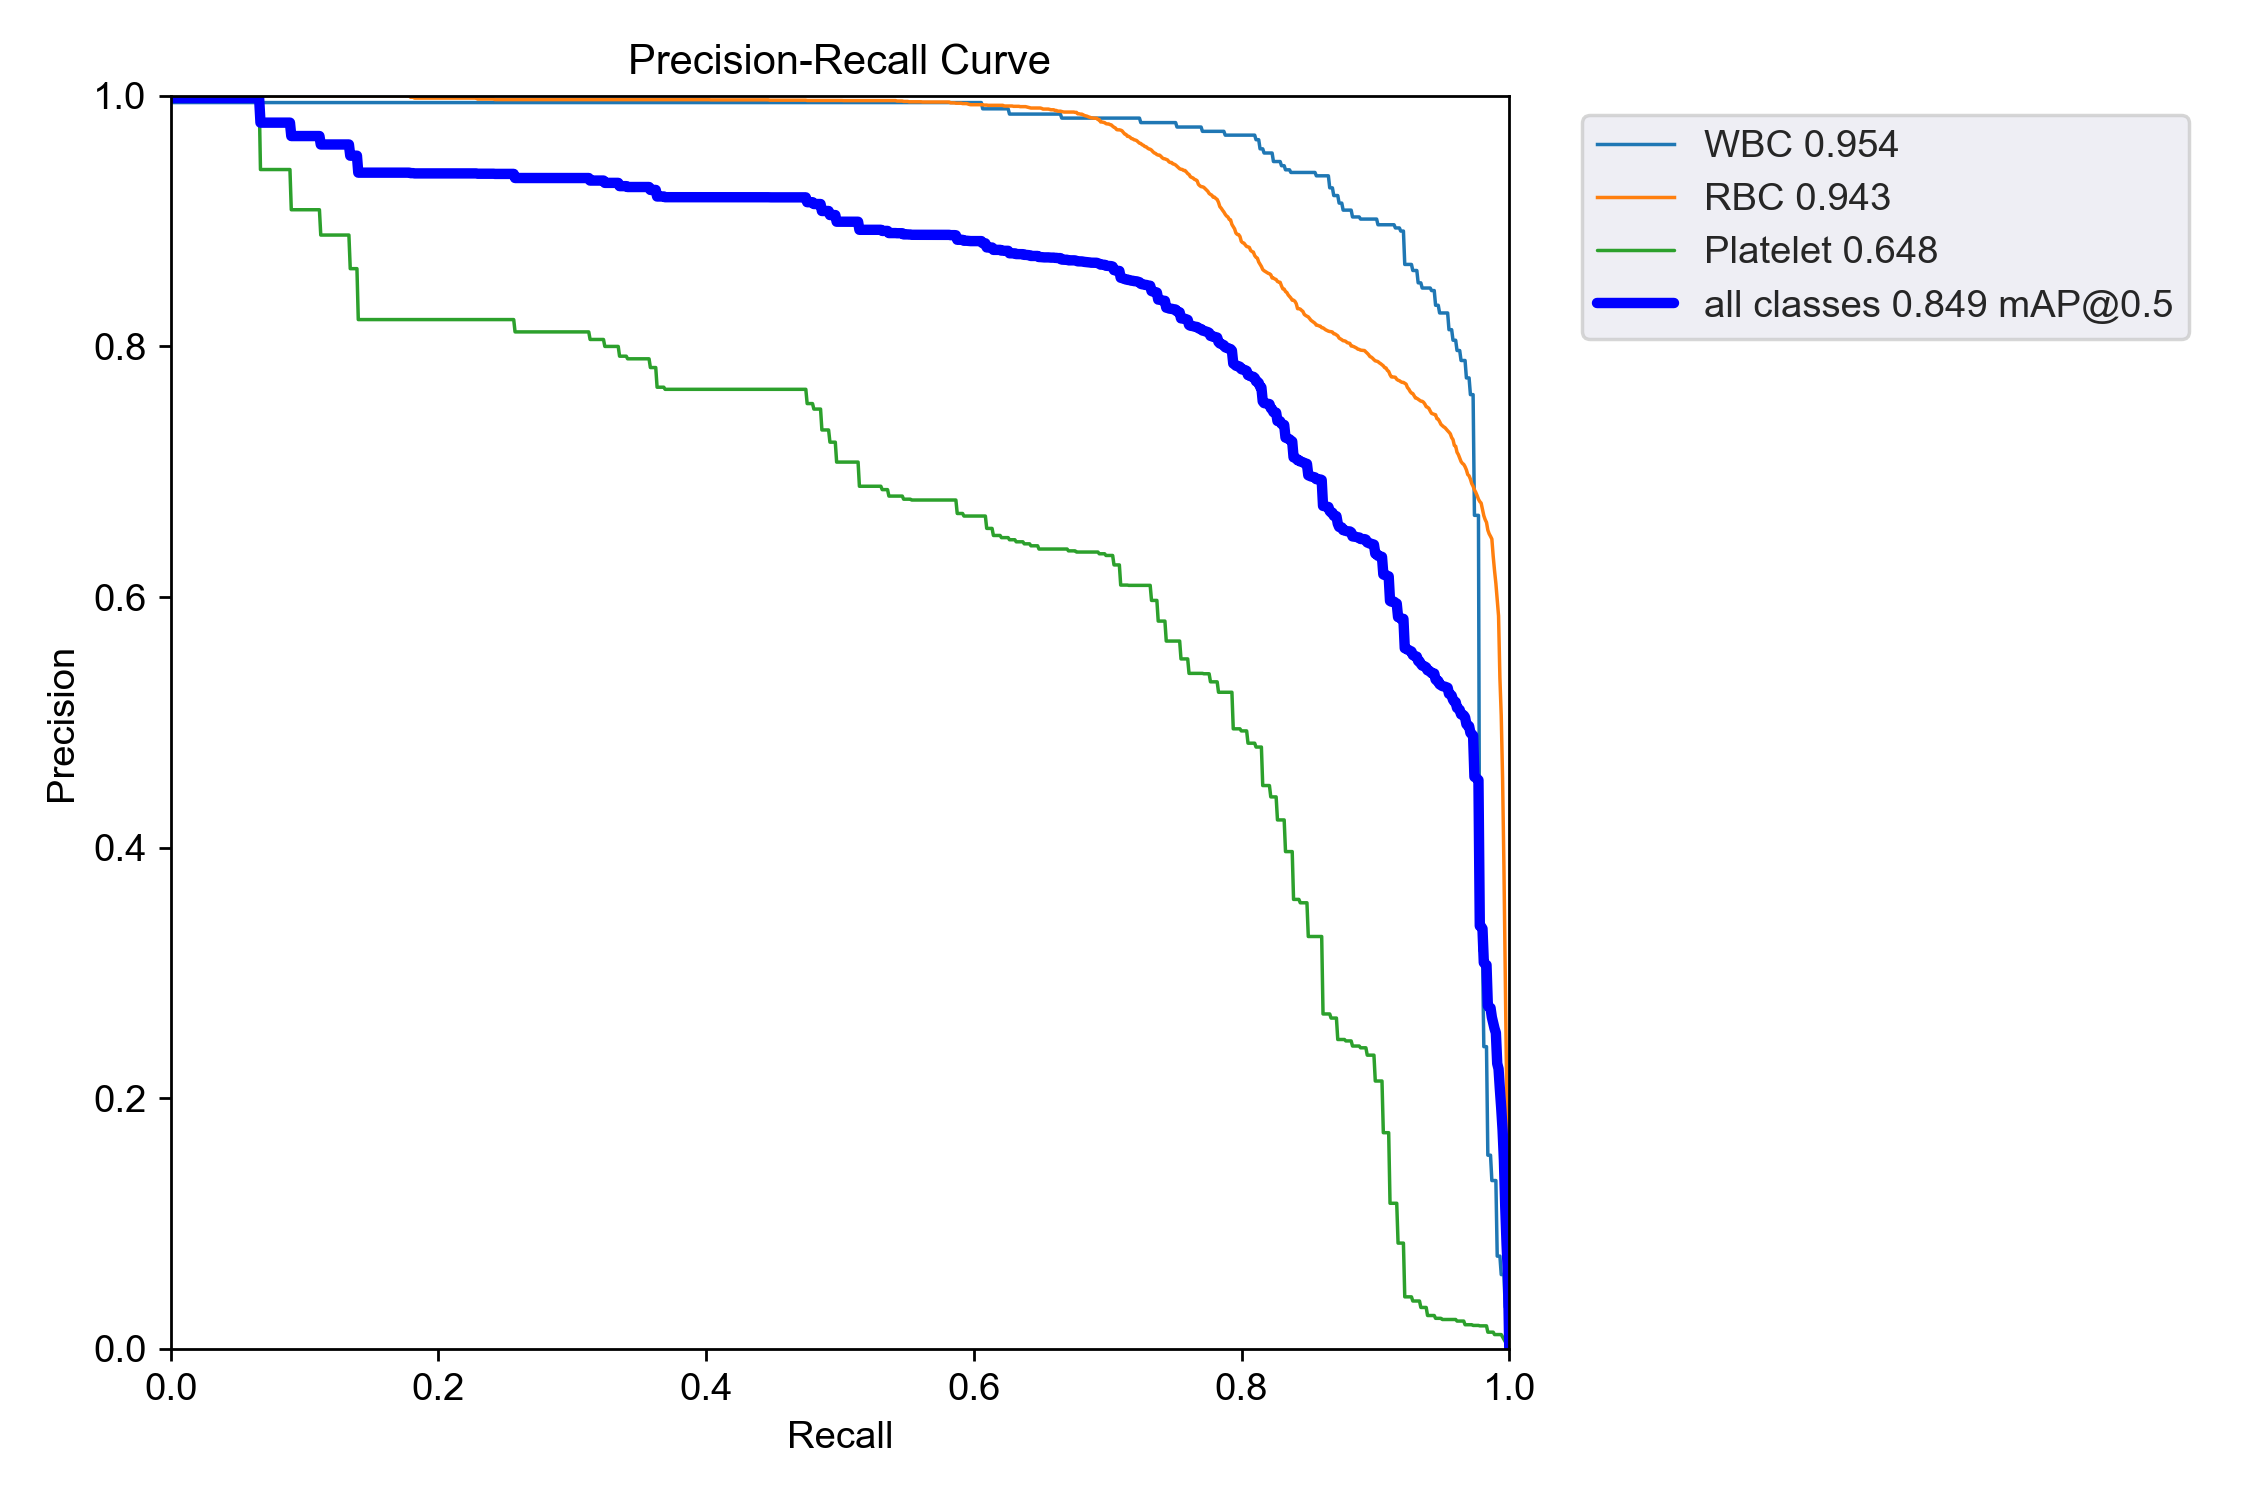 Precision-Recall Curve
1.0
0.8
0.6
0.4
0.2
0.0
Precision
0.0 0.2 0.4 0.6 0.8 1.0
Recall
WBC 0.954
RBC 0.943
Platelet 0.648
all classes 0.849 mAP@0.5